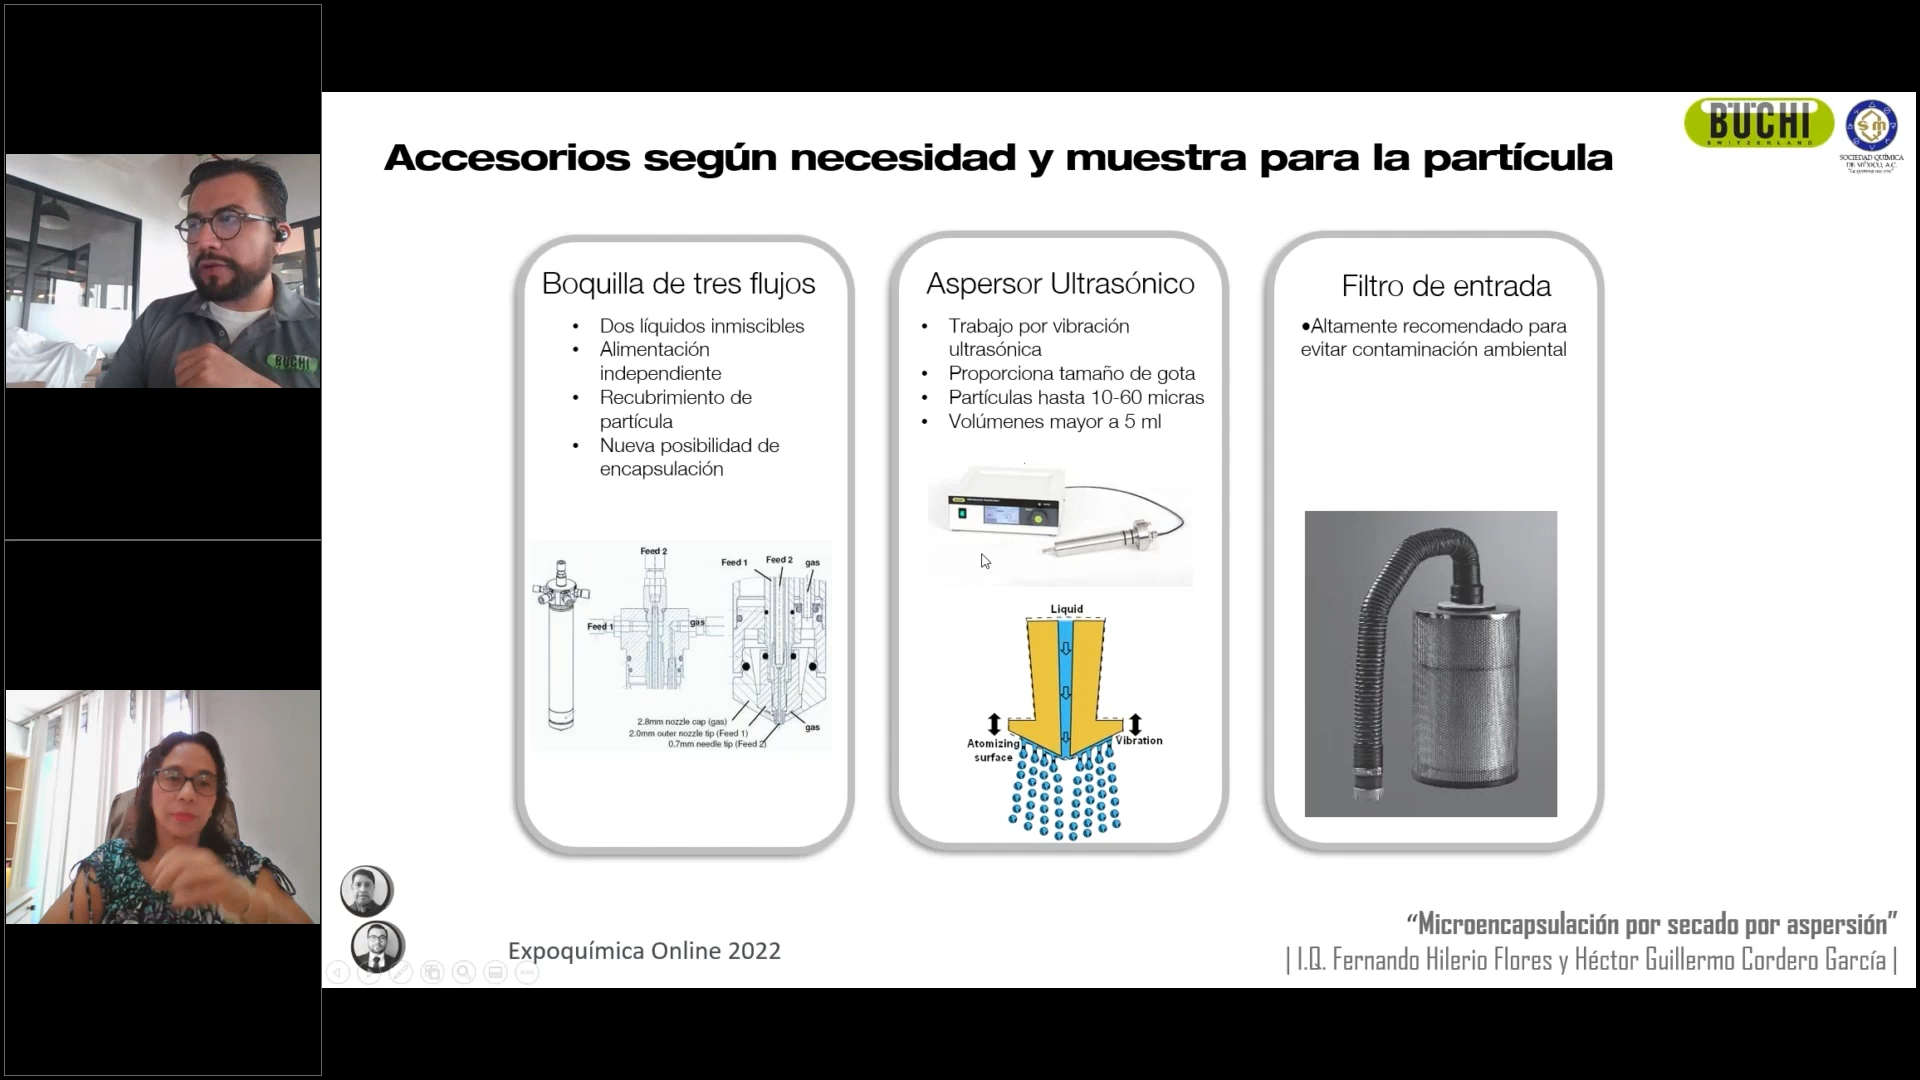 BÜCHI
SWITZERLAND
SOCIEDAD QUÍMICA
DE MÉXICO, A.C.
Accesorios según necesidad y muestra para la partícula
BÜCHI
Boquilla de tres flujos
• Dos líquidos inmiscibles
• Alimentación
independiente
• Recubrimiento de
partícula
• Nueva posibilidad de
encapsulación
Feed 2
Feed 1
gas
Feed 1
Feed 2
gas
2.8mm nozzle cap (gas)
2.0mm outer nozzle tip (Feed 1)
0.7mm needle tip (Feed 2)
gas
Aspersor Ultrasónico
• Trabajo por vibración
ultrasónica
• Proporciona tamaño de gota
• Partículas hasta 10-60 micras
• Volúmenes mayor a 5 ml
Liquid
Atomizing
surface
Vibration
Filtro de entrada
•Altamente recomendado para
evitar contaminación ambiental
Expoquímica Online 2022
“Microencapsulación por secado por aspersión”
| I.Q. Fernando Hilerio Flores y Héctor Guillermo Cordero García |